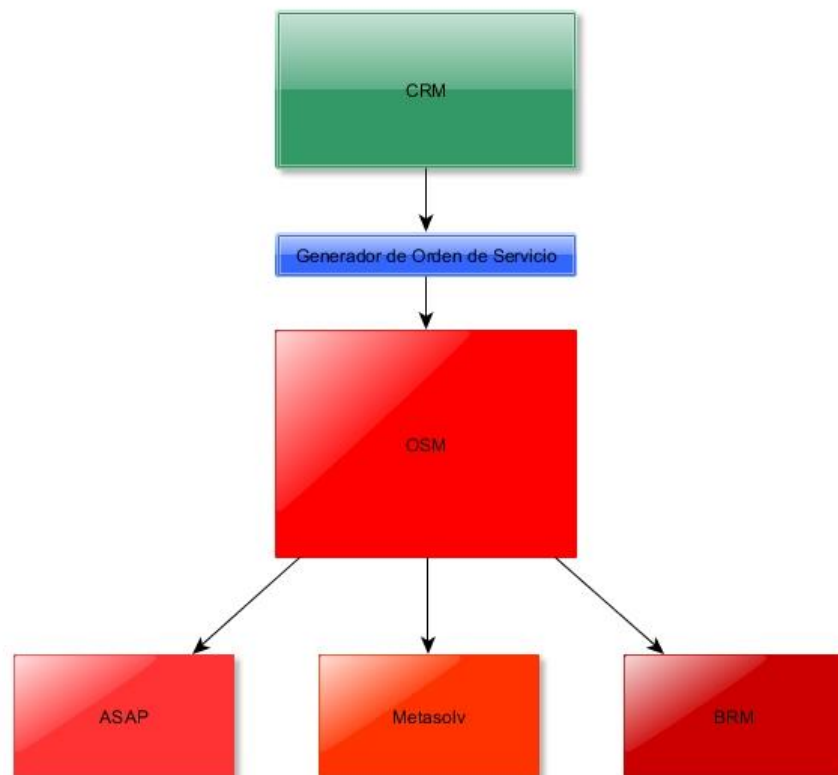 CRM
Generador de Orden de Servicio
OSM
ASAP
Metasolv
BRM